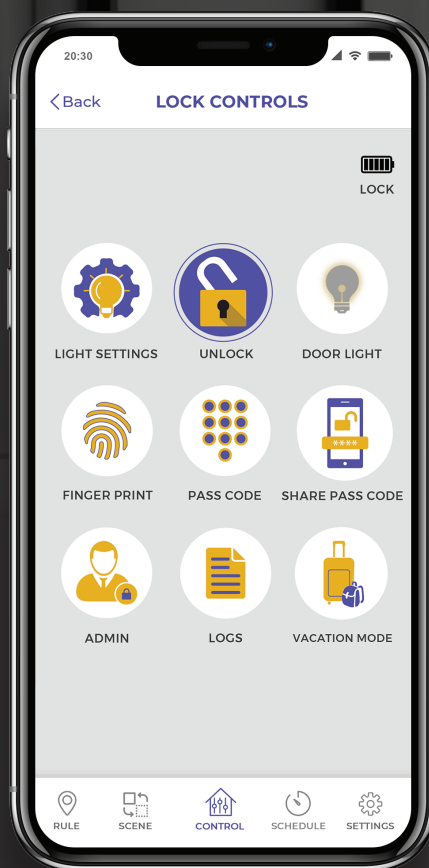 20:30
Back
LOCK CONTROLS
LOCK
LIGHT SETTINGS
UNLOCK
DOOR LIGHT
FINGER PRINT
PASS CODE
SHARE PASS CODE
****
ADMIN
LOGS
VACATION MODE
RULE
SCENE
CONTROL
SCHEDULE
SETTINGS